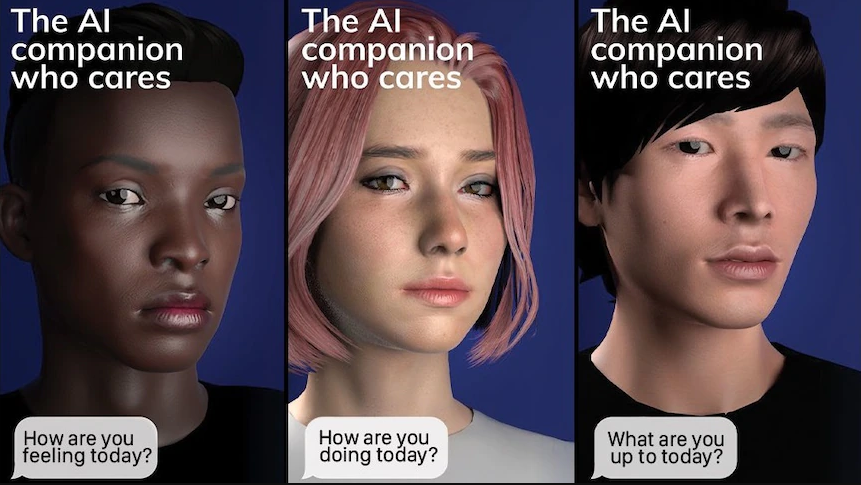 The AI
companion
who cares
How are you
feeling today?
The AI
companion
who cares
How are you
doing today?
The AI
companion
who cares
What are you
up to today?